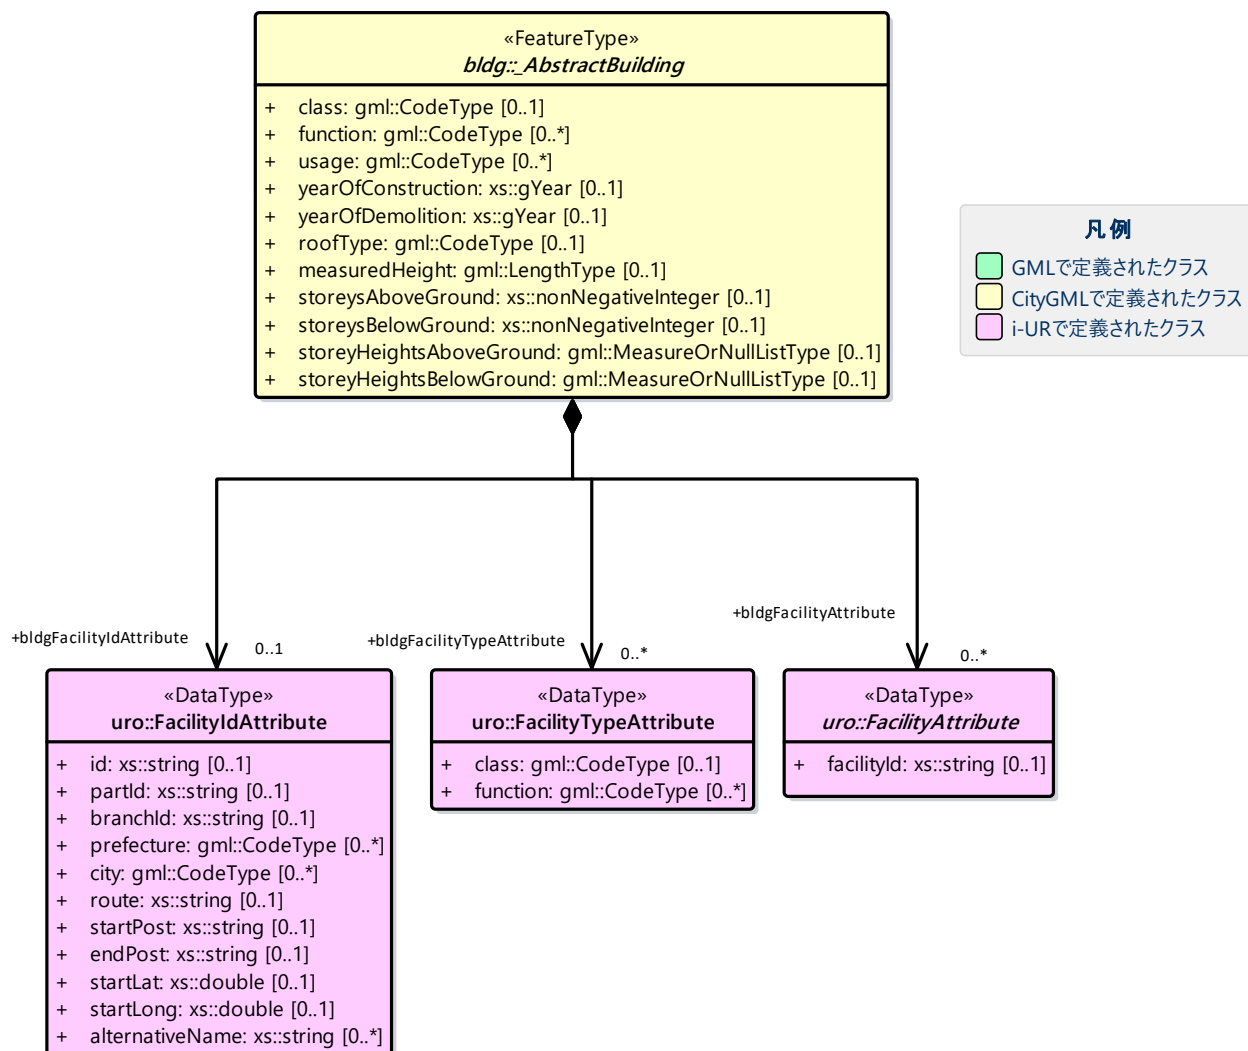 «FeatureType»
bldg::_AbstractBuilding
+ class: gml::CodeType [0..1]
+ function: gml::CodeType [0..*]
+ usage: gml::CodeType [0..*]
+ yearOfConstruction: xs::gYear [0..1]
+ yearOfDemolition: xs::gYear [0..1]
+ roofType: gml::CodeType [0..1]
+ measuredHeight: gml::LengthType [0..1]
+ storeysAboveGround: xs::nonNegativeInteger [0..1]
+ storeysBelowGround: xs::nonNegativeInteger [0..1]
+ storeyHeightsAboveGround: gml::MeasureOrNullListType [0..1]
+ storeyHeightsBelowGround: gml::MeasureOrNullListType [0..1]
凡例
GMLで定義されたクラス
CityGMLで定義されたクラス
i-URで定義されたクラス
+bldgFacilityIdAttribute
0..1
+bldgFacilityTypeAttribute
0..*
+bldgFacilityAttribute
0..*
«DataType»
uro::FacilityIdAttribute
+ id: xs::string [0..1]
+ partId: xs::string [0..1]
+ branchId: xs::string [0..1]
+ prefecture: gml::CodeType [0..*]
+ city: gml::CodeType [0..*]
+ route: xs::string [0..1]
+ startPost: xs::string [0..1]
+ endPost: xs::string [0..1]
+ startLat: xs::double [0..1]
+ startLong: xs::double [0..1]
+ alternativeName: xs::string [0..*]
«DataType»
uro::FacilityTypeAttribute
+ class: gml::CodeType [0..1]
+ function: gml::CodeType [0..*]
«DataType»
uro::FacilityAttribute
+ facilityId: xs::string [0..1]